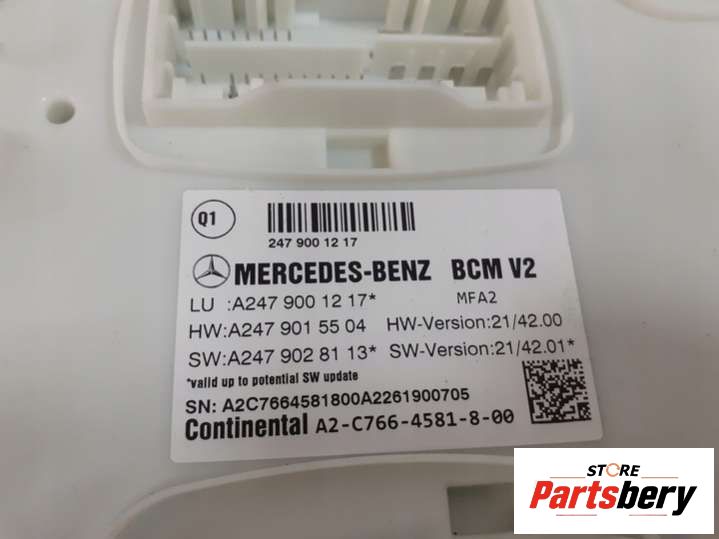 Q1
247 900 12 17
MERCEDES-BENZ BCM V2
LU :A247 900 12 17* MFA2
HW:A247 901 55 04 HW-Version:21/42.00
SW:A247 902 81 13* SW-Version:21/42.01*
*valid up to potential SW update
SN: A2C7664581800A2261900705
Continental A2-C766-4581-8-00
STORE
Partsbery